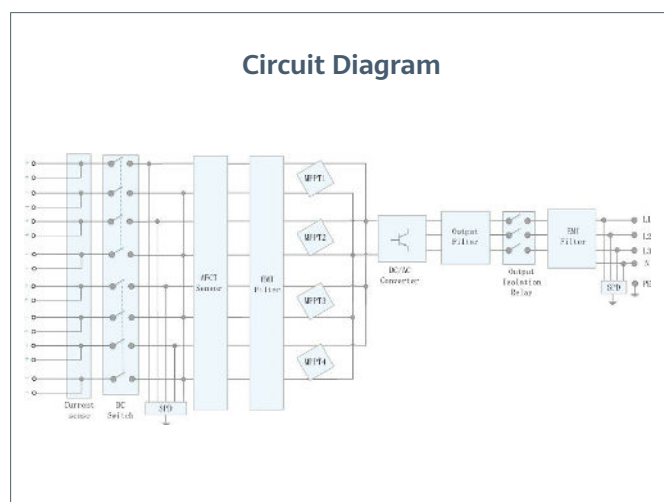 Circuit Diagram
MPPT1
MPPT2
MPPT3
MPPT4
AFCI
Sensor
EMI
Filter
DC/AC
Converter
Output
Filter
Output
Isolation
Relay
EMI
Filter
L1
L2
L3
N
PE
SPD
Current
sensor
DC
Switch
SPD